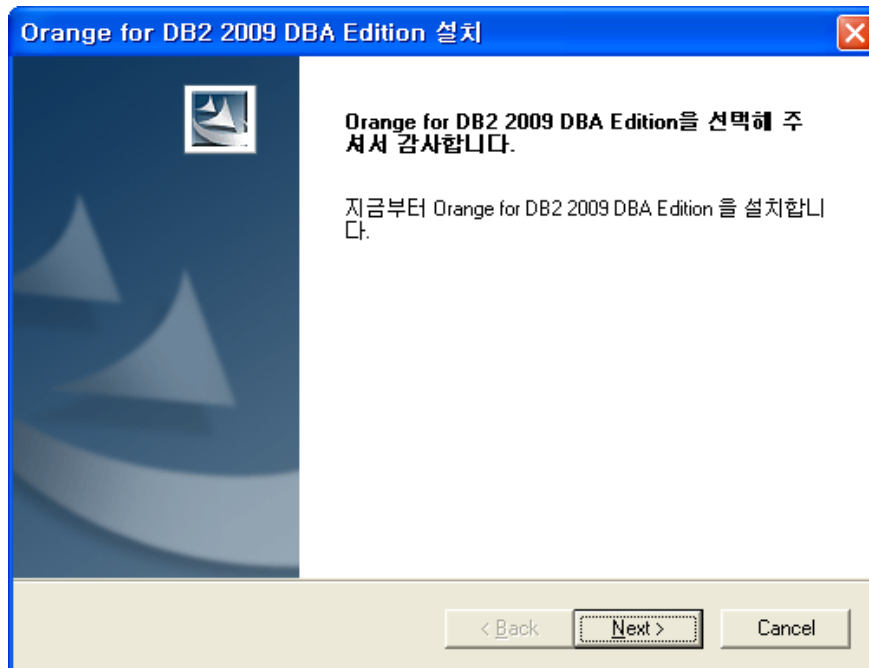 Orange for DB2 2009 DBA Edition 설치
Orange for DB2 2009 DBA Edition을 선택해 주
셔서 감사합니다.
지금부터 Orange for DB2 2009 DBA Edition 을 설치합니
다.
< Back
Next >
Cancel